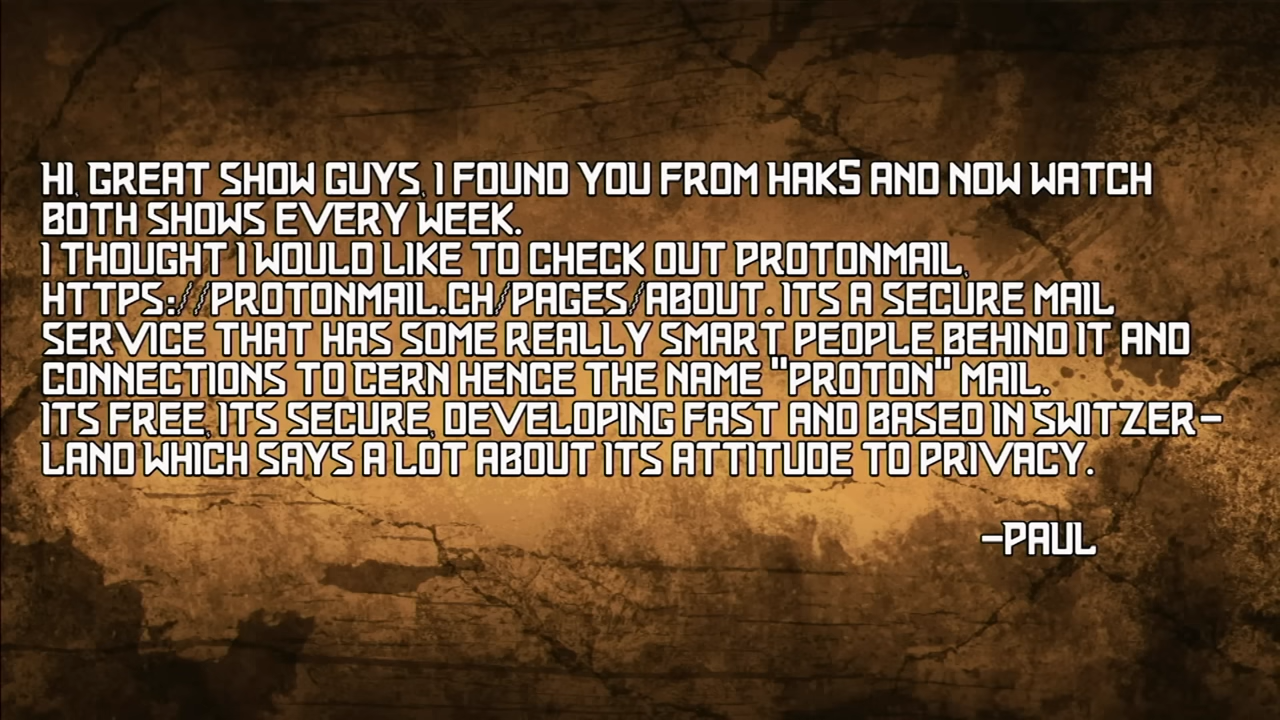 HI, GREAT SHOW GUYS, I FOUND YOU FROM HAK5 AND NOW WATCH
BOTH SHOWS EVERY WEEK.
I THOUGHT I WOULD LIKE TO CHECK OUT PROTONMAIL,
HTTPS://PROTONMAIL.CH/PAGES/ABOUT. ITS A SECURE MAIL
SERVICE THAT HAS SOME REALLY SMART PEOPLE BEHIND IT AND
CONNECTIONS TO CERN HENCE THE NAME "PROTON" MAIL.
ITS FREE, ITS SECURE, DEVELOPING FAST AND BASED IN SWITZER-
LAND WHICH SAYS A LOT ABOUT ITS ATTITUDE TO PRIVACY.
-PAUL